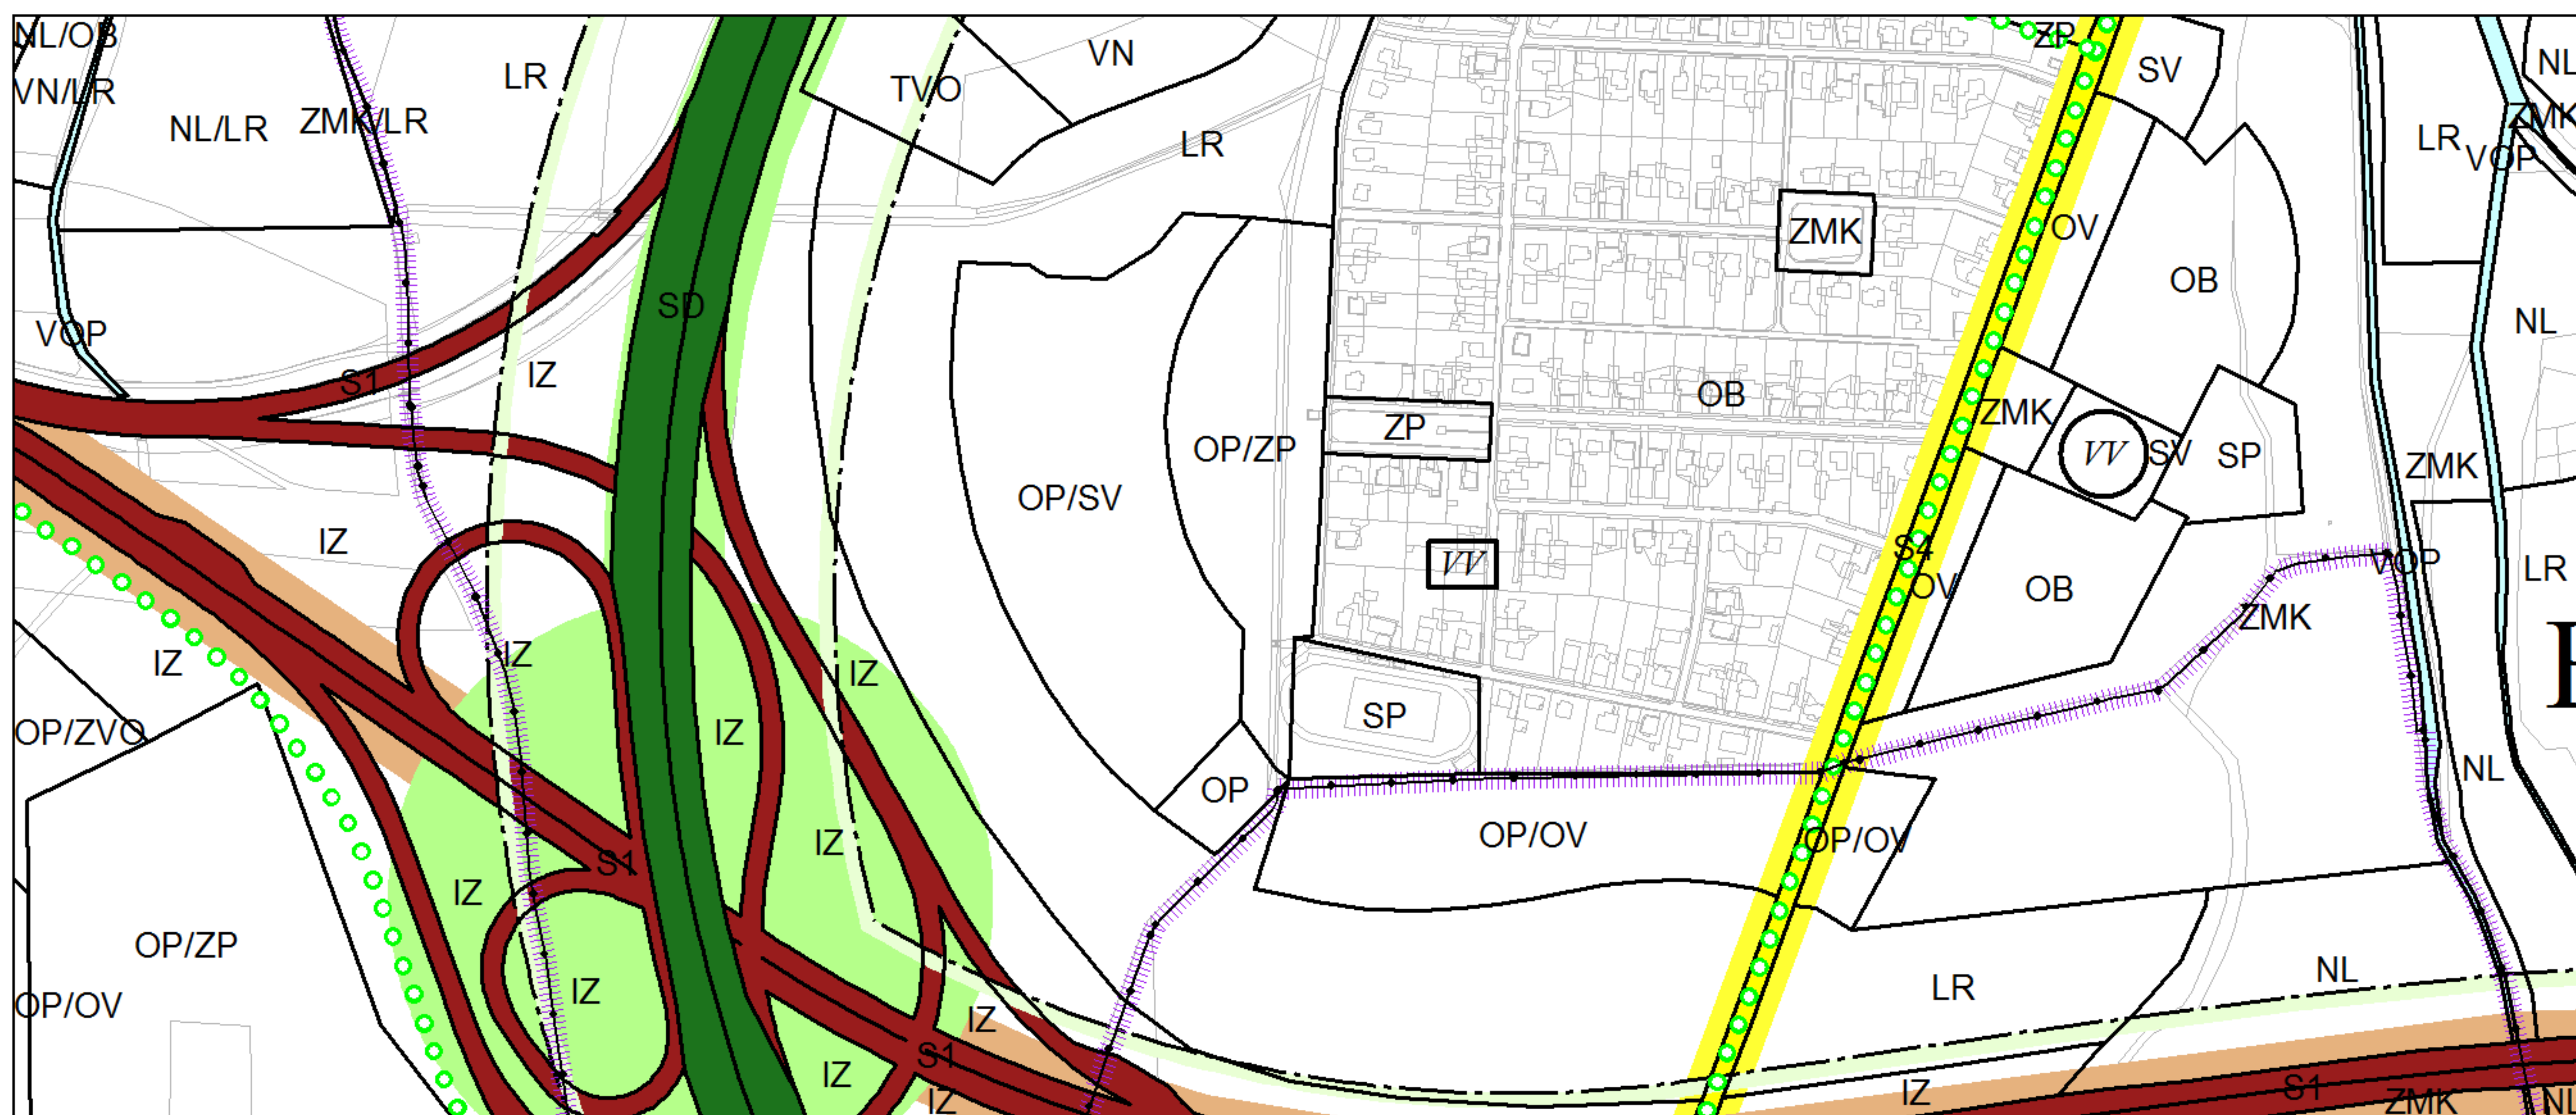 NL/OB
ZP
VN
LR
SV
NL
TVO
VN/LR
NL/LR
ZMK/LR
LR
ZMK
LR
VOP
OV
ZMK
OB
SD
NL
VOP
S1
IZ
OB
ZMK
ZP
OP/ZP
VV
SV
SP
ZMK
OP/SV
IZ
S4
VV
VOP
LR
OV
OB
ZMK
IZ
IZ
IZ
SP
OP/ZVO
IZ
NL
OP
OP/OV
OP/OV
IZ
S1
IZ
OP/ZP
NL
LR
IZ
OP/OV
IZ
S1
IZ
IZ
IZ
S1
ZMK
NL